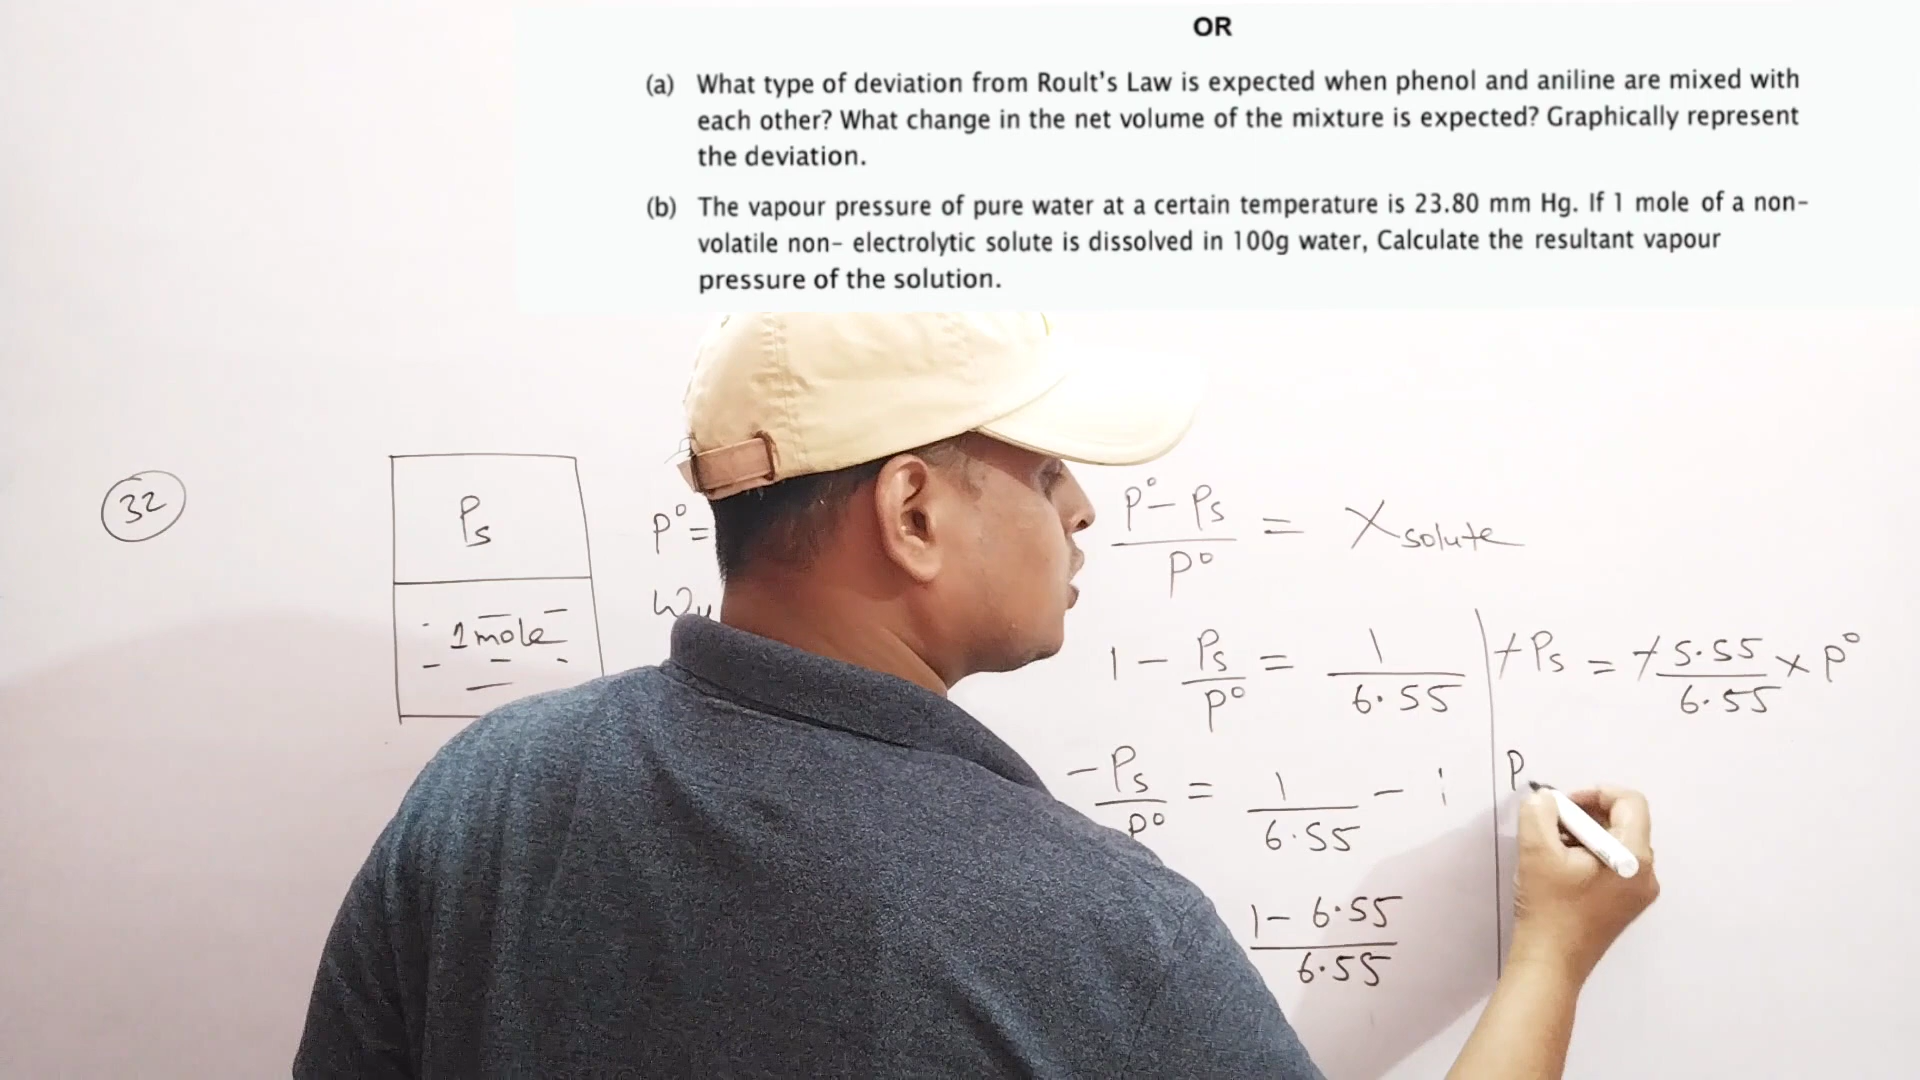 OR
(a) What type of deviation from Roult's Law is expected when phenol and aniline are mixed with
each other? What change in the net volume of the mixture is expected? Graphically represent
the deviation.
(b) The vapour pressure of pure water at a certain temperature is 23.80 mm Hg. If 1 mole of a non-
volatile non- electrolytic solute is dissolved in 100g water, Calculate the resultant vapour
pressure of the solution.
32
Ps
1 mole
P° =
W
(P° - Ps) / P° = X solute
1 - Ps/P° = 1/6.55
-Ps/P° = 1/6.55 - 1
(1 - 6.55) / 6.55
+Ps = +5.55/6.55 × P°
P